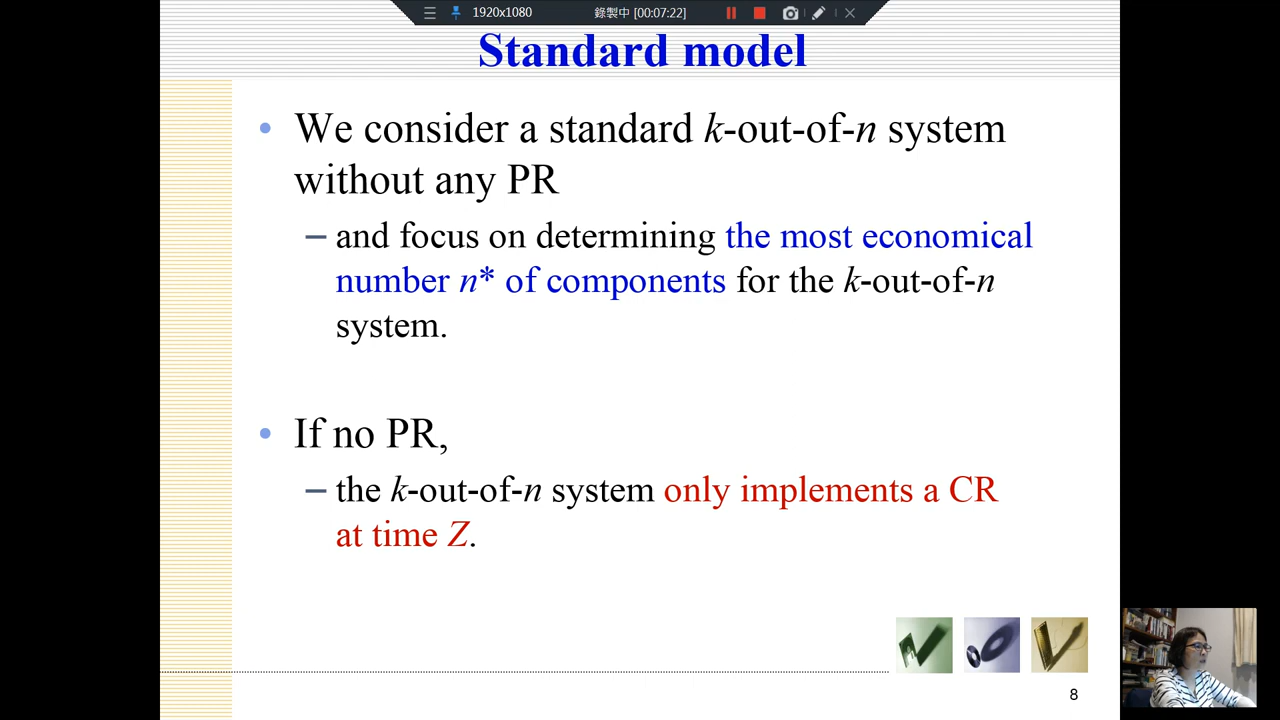 1920x1080 錄製中 [00:07:22]
Standard model
• We consider a standard k-out-of-n system
without any PR
– and focus on determining the most economical
number n* of components for the k-out-of-n
system.
• If no PR,
– the k-out-of-n system only implements a CR
at time Z.
8